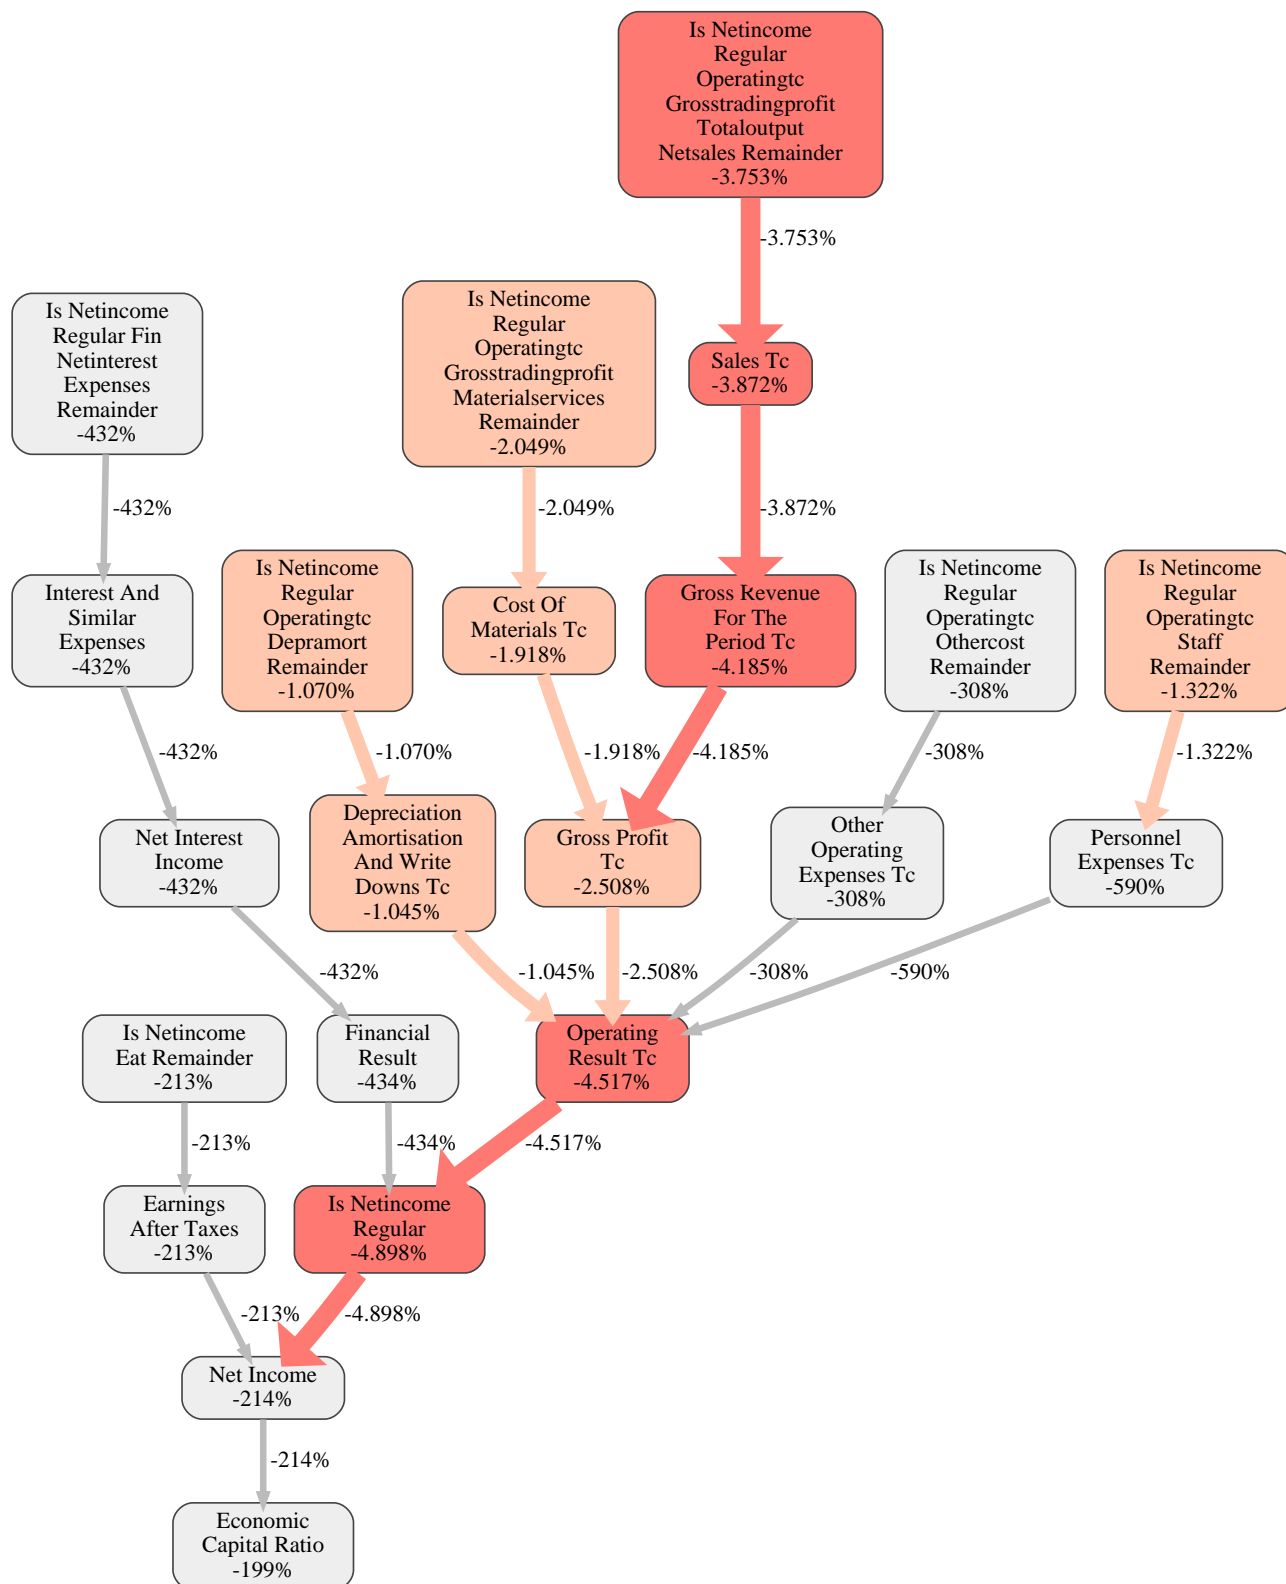 Is Netincome
Regular
Operatingtc
Grosstradingprofit
Totaloutput
Netsales Remainder
-3.753%
-3.753%
Is Netincome
Regular Fin
Netinterest
Expenses
Remainder
-432%
Is Netincome
Regular
Operatingtc
Grosstradingprofit
Materialservices
Remainder
-2.049%
Sales Tc
-3.872%
-432%
-2.049%
-3.872%
Interest And
Similar
Expenses
-432%
Is Netincome
Regular
Operatingtc
Depramort
Remainder
-1.070%
Cost Of
Materials Tc
-1.918%
Gross Revenue
For The
Period Tc
-4.185%
Is Netincome
Regular
Operatingtc
Othercost
Remainder
-308%
Is Netincome
Regular
Operatingtc
Staff
Remainder
-1.322%
-432%
-1.070%
-1.918%
-4.185%
-308%
-1.322%
Net Interest
Income
-432%
Depreciation
Amortisation
And Write
Downs Tc
-1.045%
Gross Profit
Tc
-2.508%
Other
Operating
Expenses Tc
-308%
Personnel
Expenses Tc
-590%
-432%
-1.045%
-2.508%
-308%
-590%
Is Netincome
Eat Remainder
-213%
Financial
Result
-434%
Operating
Result Tc
-4.517%
-213%
-434%
-4.517%
Earnings
After Taxes
-213%
Is Netincome
Regular
-4.898%
-213%
-4.898%
Net Income
-214%
-214%
Economic
Capital Ratio
-199%